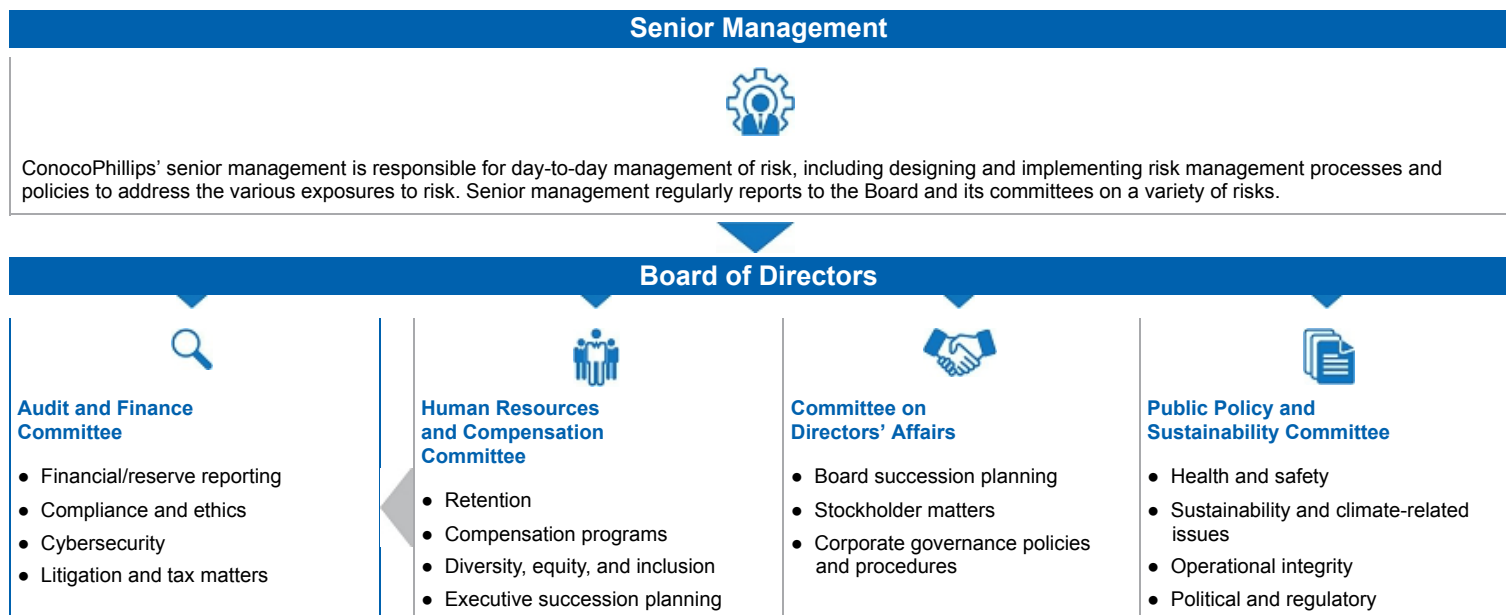 Senior Management
ConocoPhillips’ senior management is responsible for day-to-day management of risk, including designing and implementing risk management processes and
policies to address the various exposures to risk. Senior management regularly reports to the Board and its committees on a variety of risks.
Board of Directors
Audit and Finance
Committee
● Financial/reserve reporting
● Compliance and ethics
● Cybersecurity
● Litigation and tax matters
Human Resources
and Compensation
Committee
● Retention
● Compensation programs
● Diversity, equity, and inclusion
● Executive succession planning
Committee on
Directors’ Affairs
● Board succession planning
● Stockholder matters
● Corporate governance policies
and procedures
Public Policy and
Sustainability Committee
● Health and safety
● Sustainability and climate-related
issues
● Operational integrity
● Political and regulatory